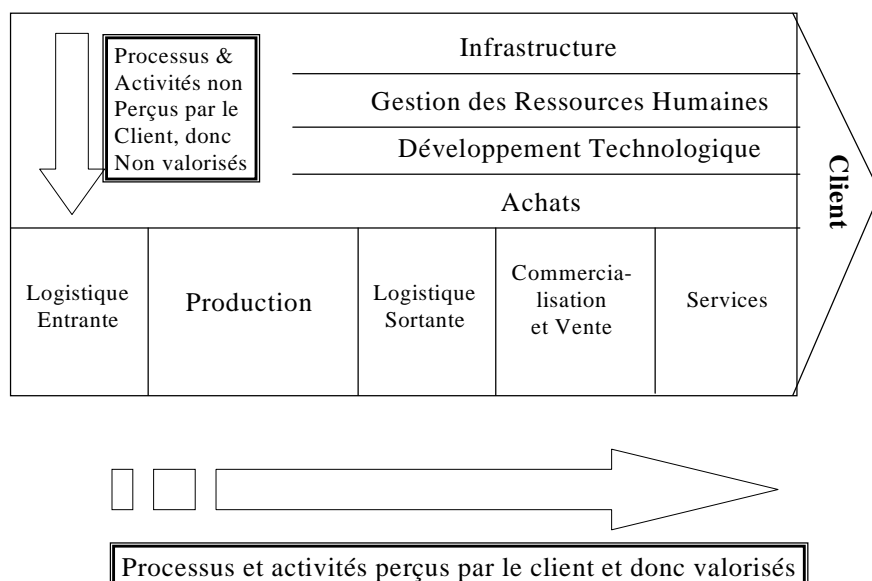 Processus &
Activités non
Perçus par le
Client, donc
Non valorisés
Infrastructure
Gestion des Ressources Humaines
Développement Technologique
Achats
Client
Logistique
Entrante
Production
Logistique
Sortante
Commercia-
lisation
et Vente
Services
Processus et activités perçus par le client et donc valorisés